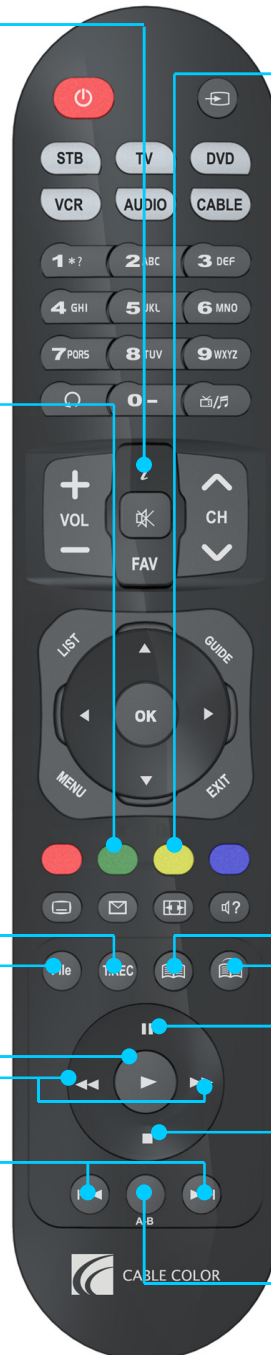 STB TV DVD
VCR AUDIO CABLE
1 *? 2 ABC 3 DEF
4 GHI 5 JKL 6 MNO
7 PQRS 8 TUV 9 WXYZ
0 –
i
+ VOL – CH
FAV
LIST GUIDE
OK
MENU EXIT
?
File T.REC
A-B
CABLE COLOR